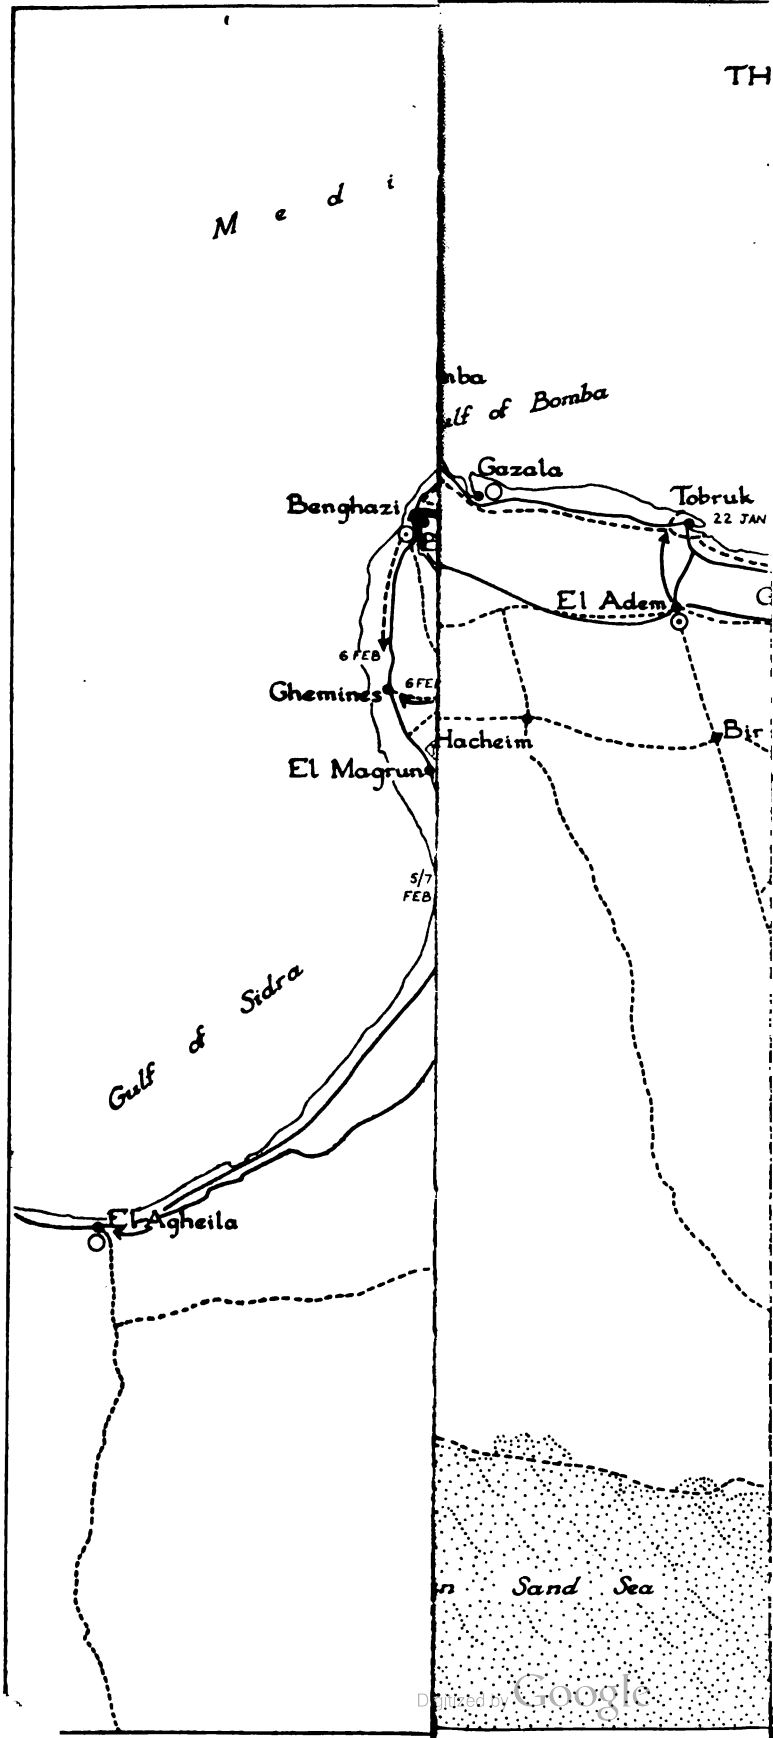 TH
M e d i
mba
elf of Bomba
Gazala
Benghazi
Tobruk
22 JAN
B
El Adem
G
6 FEB
6 FE
Ghemines
Bir
Hacheim
El Magrun
5/7
FEB
Gulf of Sidra
El Agheila
n Sand Sea
Digitized by Google